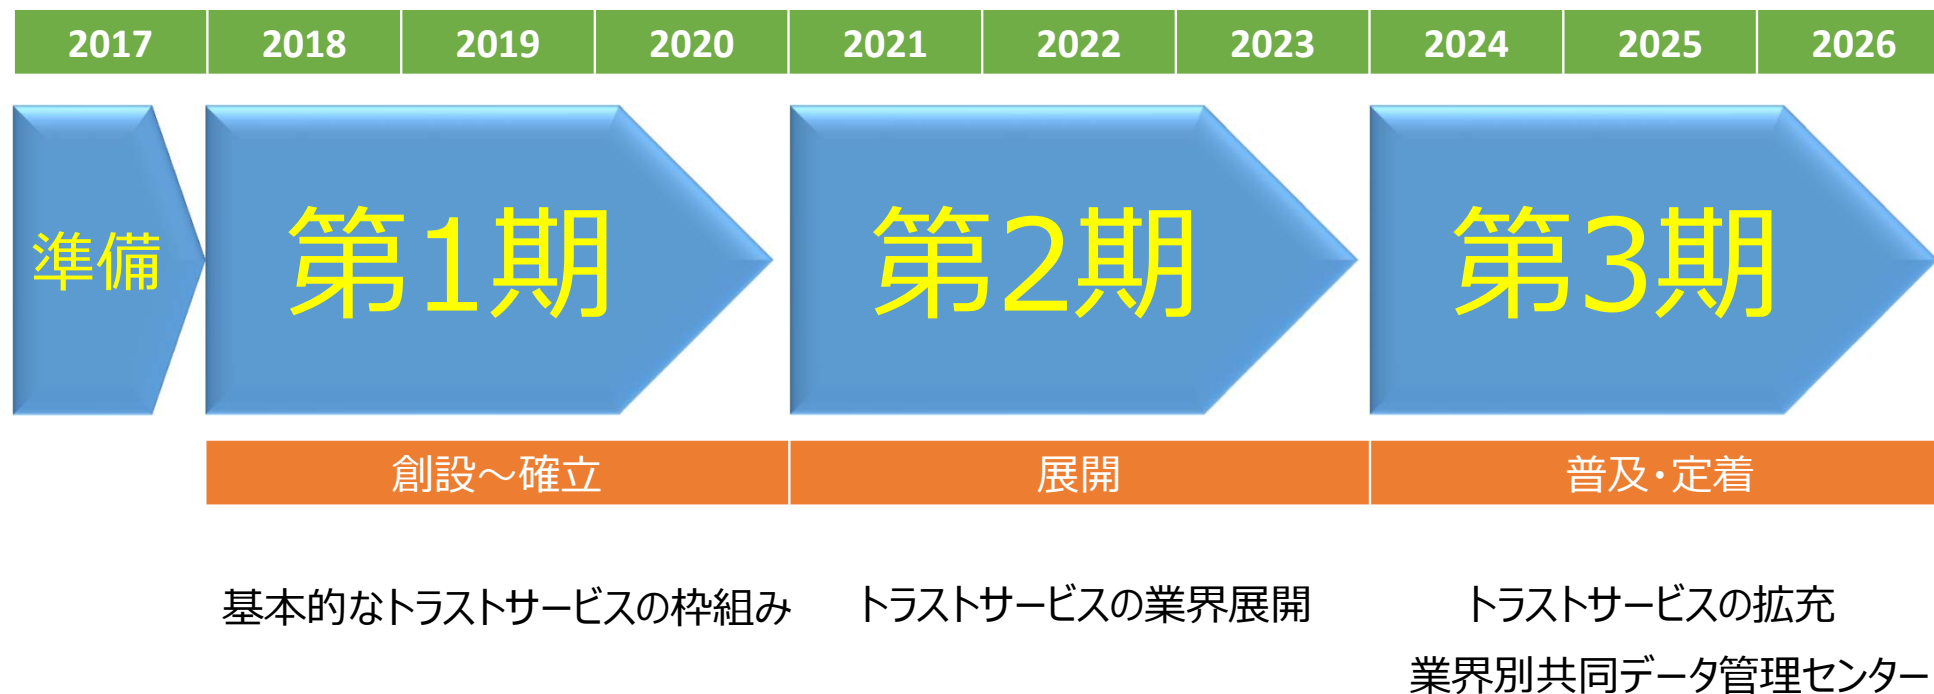 2017 2018 2019 2020 2021 2022 2023 2024 2025 2026
準備 第1期 第2期 第3期
創設～確立 展開 普及・定着
基本的なトラストサービスの枠組み トラストサービスの業界展開 トラストサービスの拡充
業界別共同データ管理センター